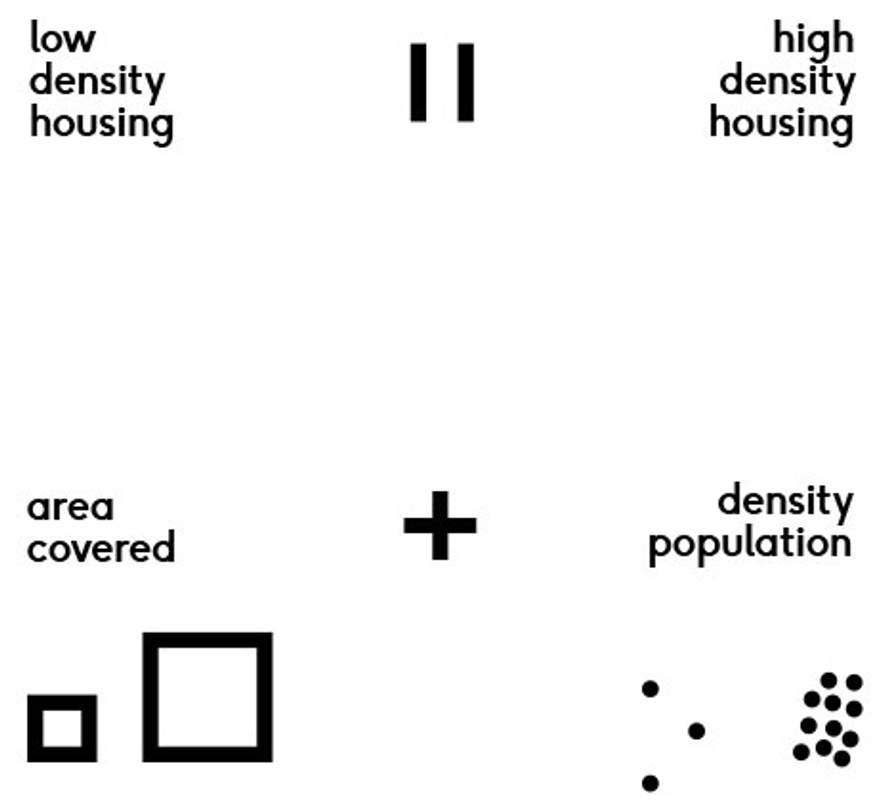 low
density
housing
high
density
housing
area
covered
+
density
population